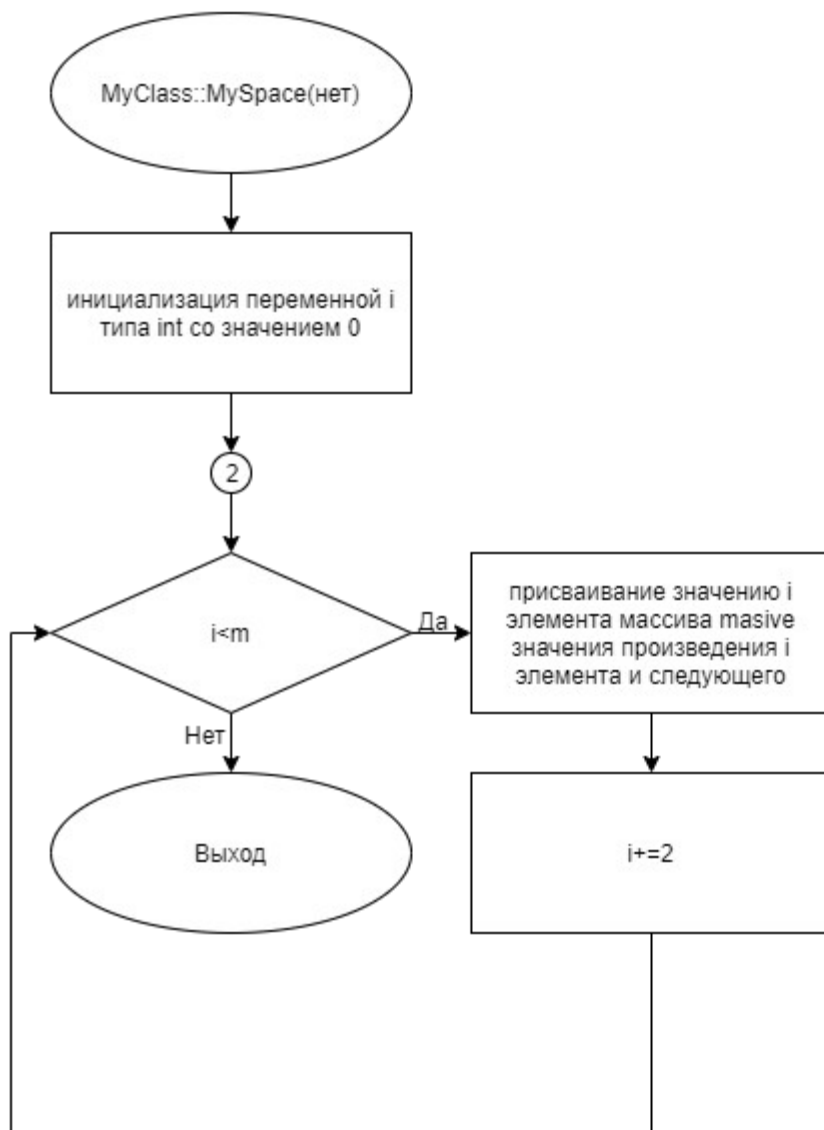 MyClass::MySpace(нет)
инициализация переменной i
типа int со значением 0
2
i<m
Да
присваивание значению i
элемента массива masive
значения произведения i
элемента и следующего
Нет
Выход
i+=2